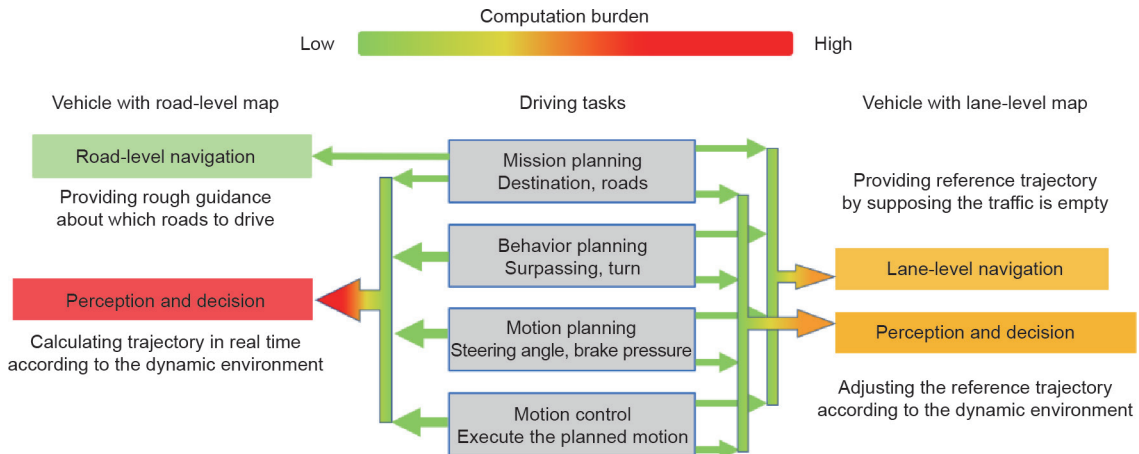 Computation burden
Low
High
Vehicle with road-level map
Driving tasks
Vehicle with lane-level map
Road-level navigation
Providing rough guidance
about which roads to drive
Perception and decision
Calculating trajectory in real time
according to the dynamic environment
Mission planning
Destination, roads
Behavior planning
Surpassing, turn
Motion planning
Steering angle, brake pressure
Motion control
Execute the planned motion
Providing reference trajectory
by supposing the traffic is empty
Lane-level navigation
Perception and decision
Adjusting the reference trajectory
according to the dynamic environment